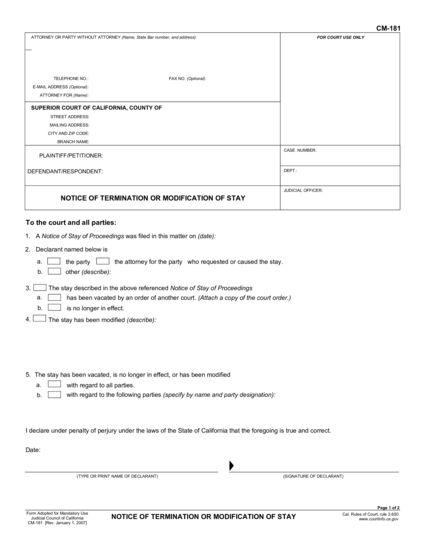 CM-181
ATTORNEY OR PARTY WITHOUT ATTORNEY (Name, State Bar number, and address):
FOR COURT USE ONLY
TELEPHONE NO.:
FAX NO. (Optional):
E-MAIL ADDRESS (Optional):
ATTORNEY FOR (Name):
SUPERIOR COURT OF CALIFORNIA, COUNTY OF
STREET ADDRESS:
MAILING ADDRESS:
CITY AND ZIP CODE:
BRANCH NAME:
PLAINTIFF/PETITIONER:
CASE NUMBER:
DEFENDANT/RESPONDENT:
DEPT.:
NOTICE OF TERMINATION OR MODIFICATION OF STAY
JUDICIAL OFFICER:
To the court and all parties:
1. A Notice of Stay of Proceedings was filed in this matter on (date):
2. Declarant named below is
a. the party the attorney for the party who requested or caused the stay.
b. other (describe):
3. The stay described in the above referenced Notice of Stay of Proceedings
a. has been vacated by an order of another court. (Attach a copy of the court order.)
b. is no longer in effect.
4. The stay has been modified (describe):
5. The stay has been vacated, is no longer in effect, or has been modified
a. with regard to all parties.
b. with regard to the following parties (specify by name and party designation):
I declare under penalty of perjury under the laws of the State of California that the foregoing is true and correct.
Date:
(TYPE OR PRINT NAME OF DECLARANT)
(SIGNATURE OF DECLARANT)
Page 1 of 2
Form Adopted for Mandatory Use
Judicial Council of California
CM-181 [Rev. January 1, 2007]
NOTICE OF TERMINATION OR MODIFICATION OF STAY
Cal. Rules of Court, rule 3.650
www.courtinfo.ca.gov